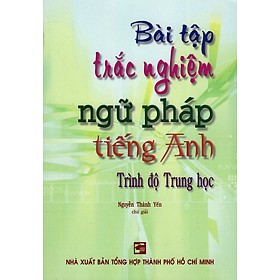 Bài tập
trắc nghiệm
ngữ pháp
tiếng Anh
Trình độ Trung học
Nguyễn Thành Yến
chú giải
NHÀ XUẤT BẢN TỔNG HỢP THÀNH PHỐ HỒ CHÍ MINH